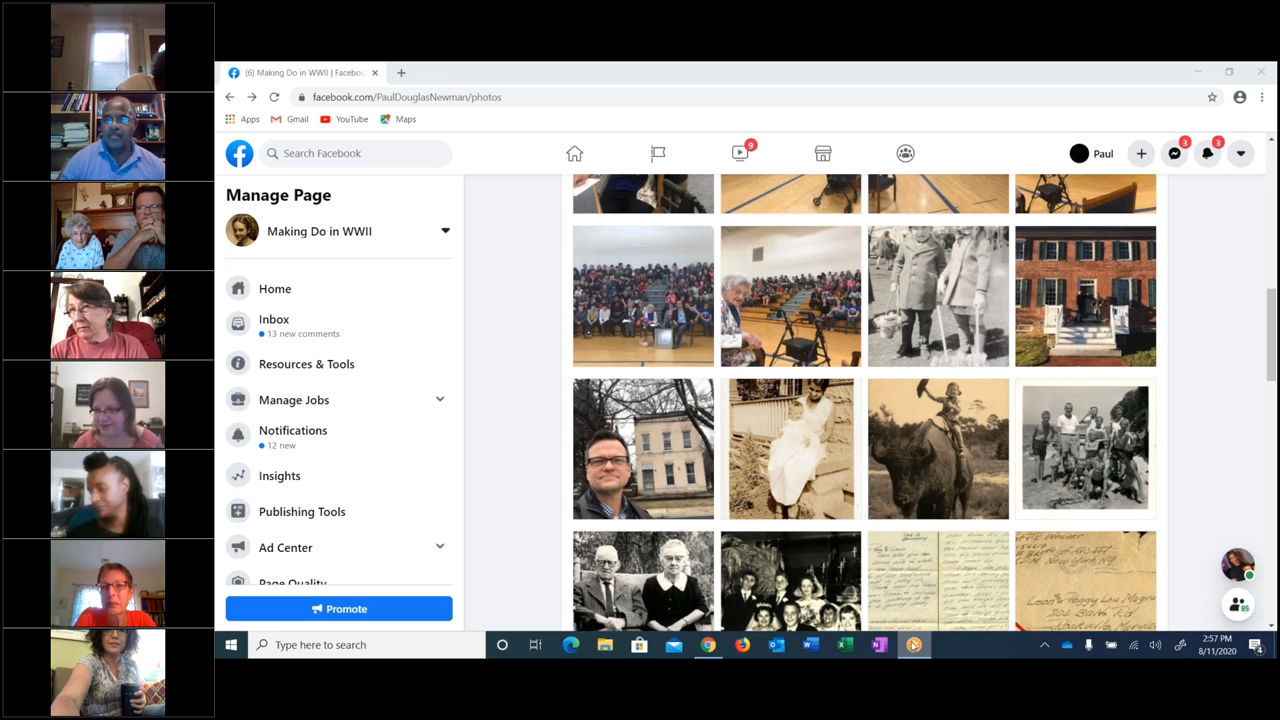 (6) Making Do in WWII | Faceboo
facebook.com/PaulDouglasNewman/photos
Apps
Gmail
YouTube
Maps
Search Facebook
9
Paul
3
3
Manage Page
Making Do in WWII
Home
Inbox
13 new comments
Resources & Tools
Manage Jobs
Notifications
12 new
Insights
Publishing Tools
Ad Center
Page Quality
Promote
95
Type here to search
2:57 PM
8/11/2020
4